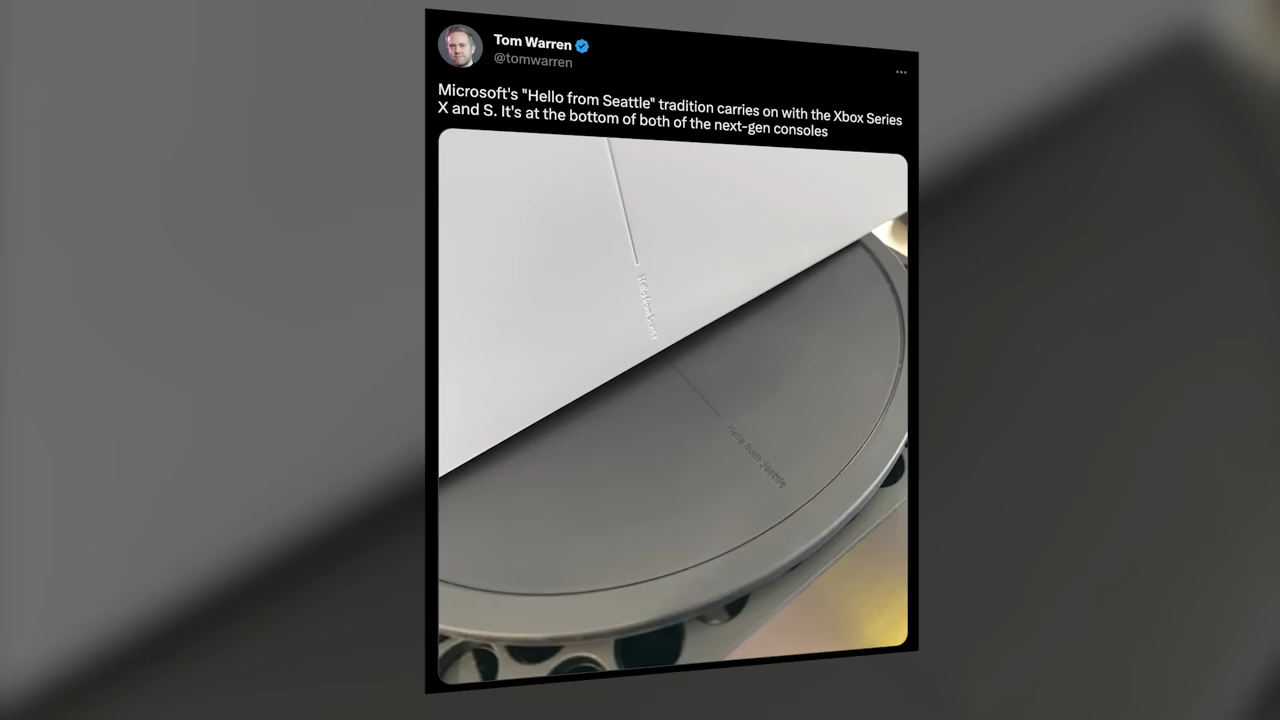 Tom Warren
@tomwarren
Microsoft's "Hello from Seattle" tradition carries on with the Xbox Series
X and S. It's at the bottom of both of the next-gen consoles
Hello from Seattle
Hello from Seattle